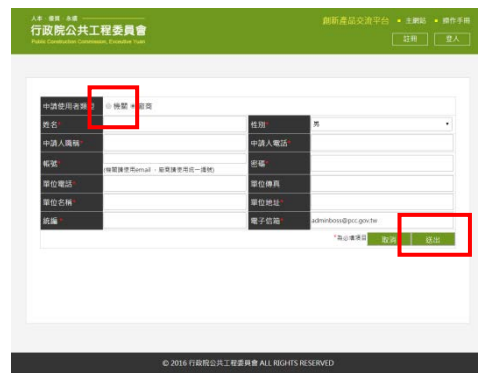 人本 · 優質 · 永續
行政院公共工程委員會
Public Construction Commission, Executive Yuan
創新產品交流平台 ▪ 主網站 ▪ 操作手冊
註冊 登入
申請使用者類型 機關 廠商
姓名* 性別* 男
申請人職稱* 申請人電話*
帳號* (機關請使用email ‧ 廠商請使用統一編號) 密碼*
單位電話* 單位傳真
單位名稱* 單位地址*
統編* 電子信箱* adminboss@pcc.gov.tw
*為必填項目 取消 送出
© 2016 行政院公共工程委員會 ALL RIGHTS RESERVED